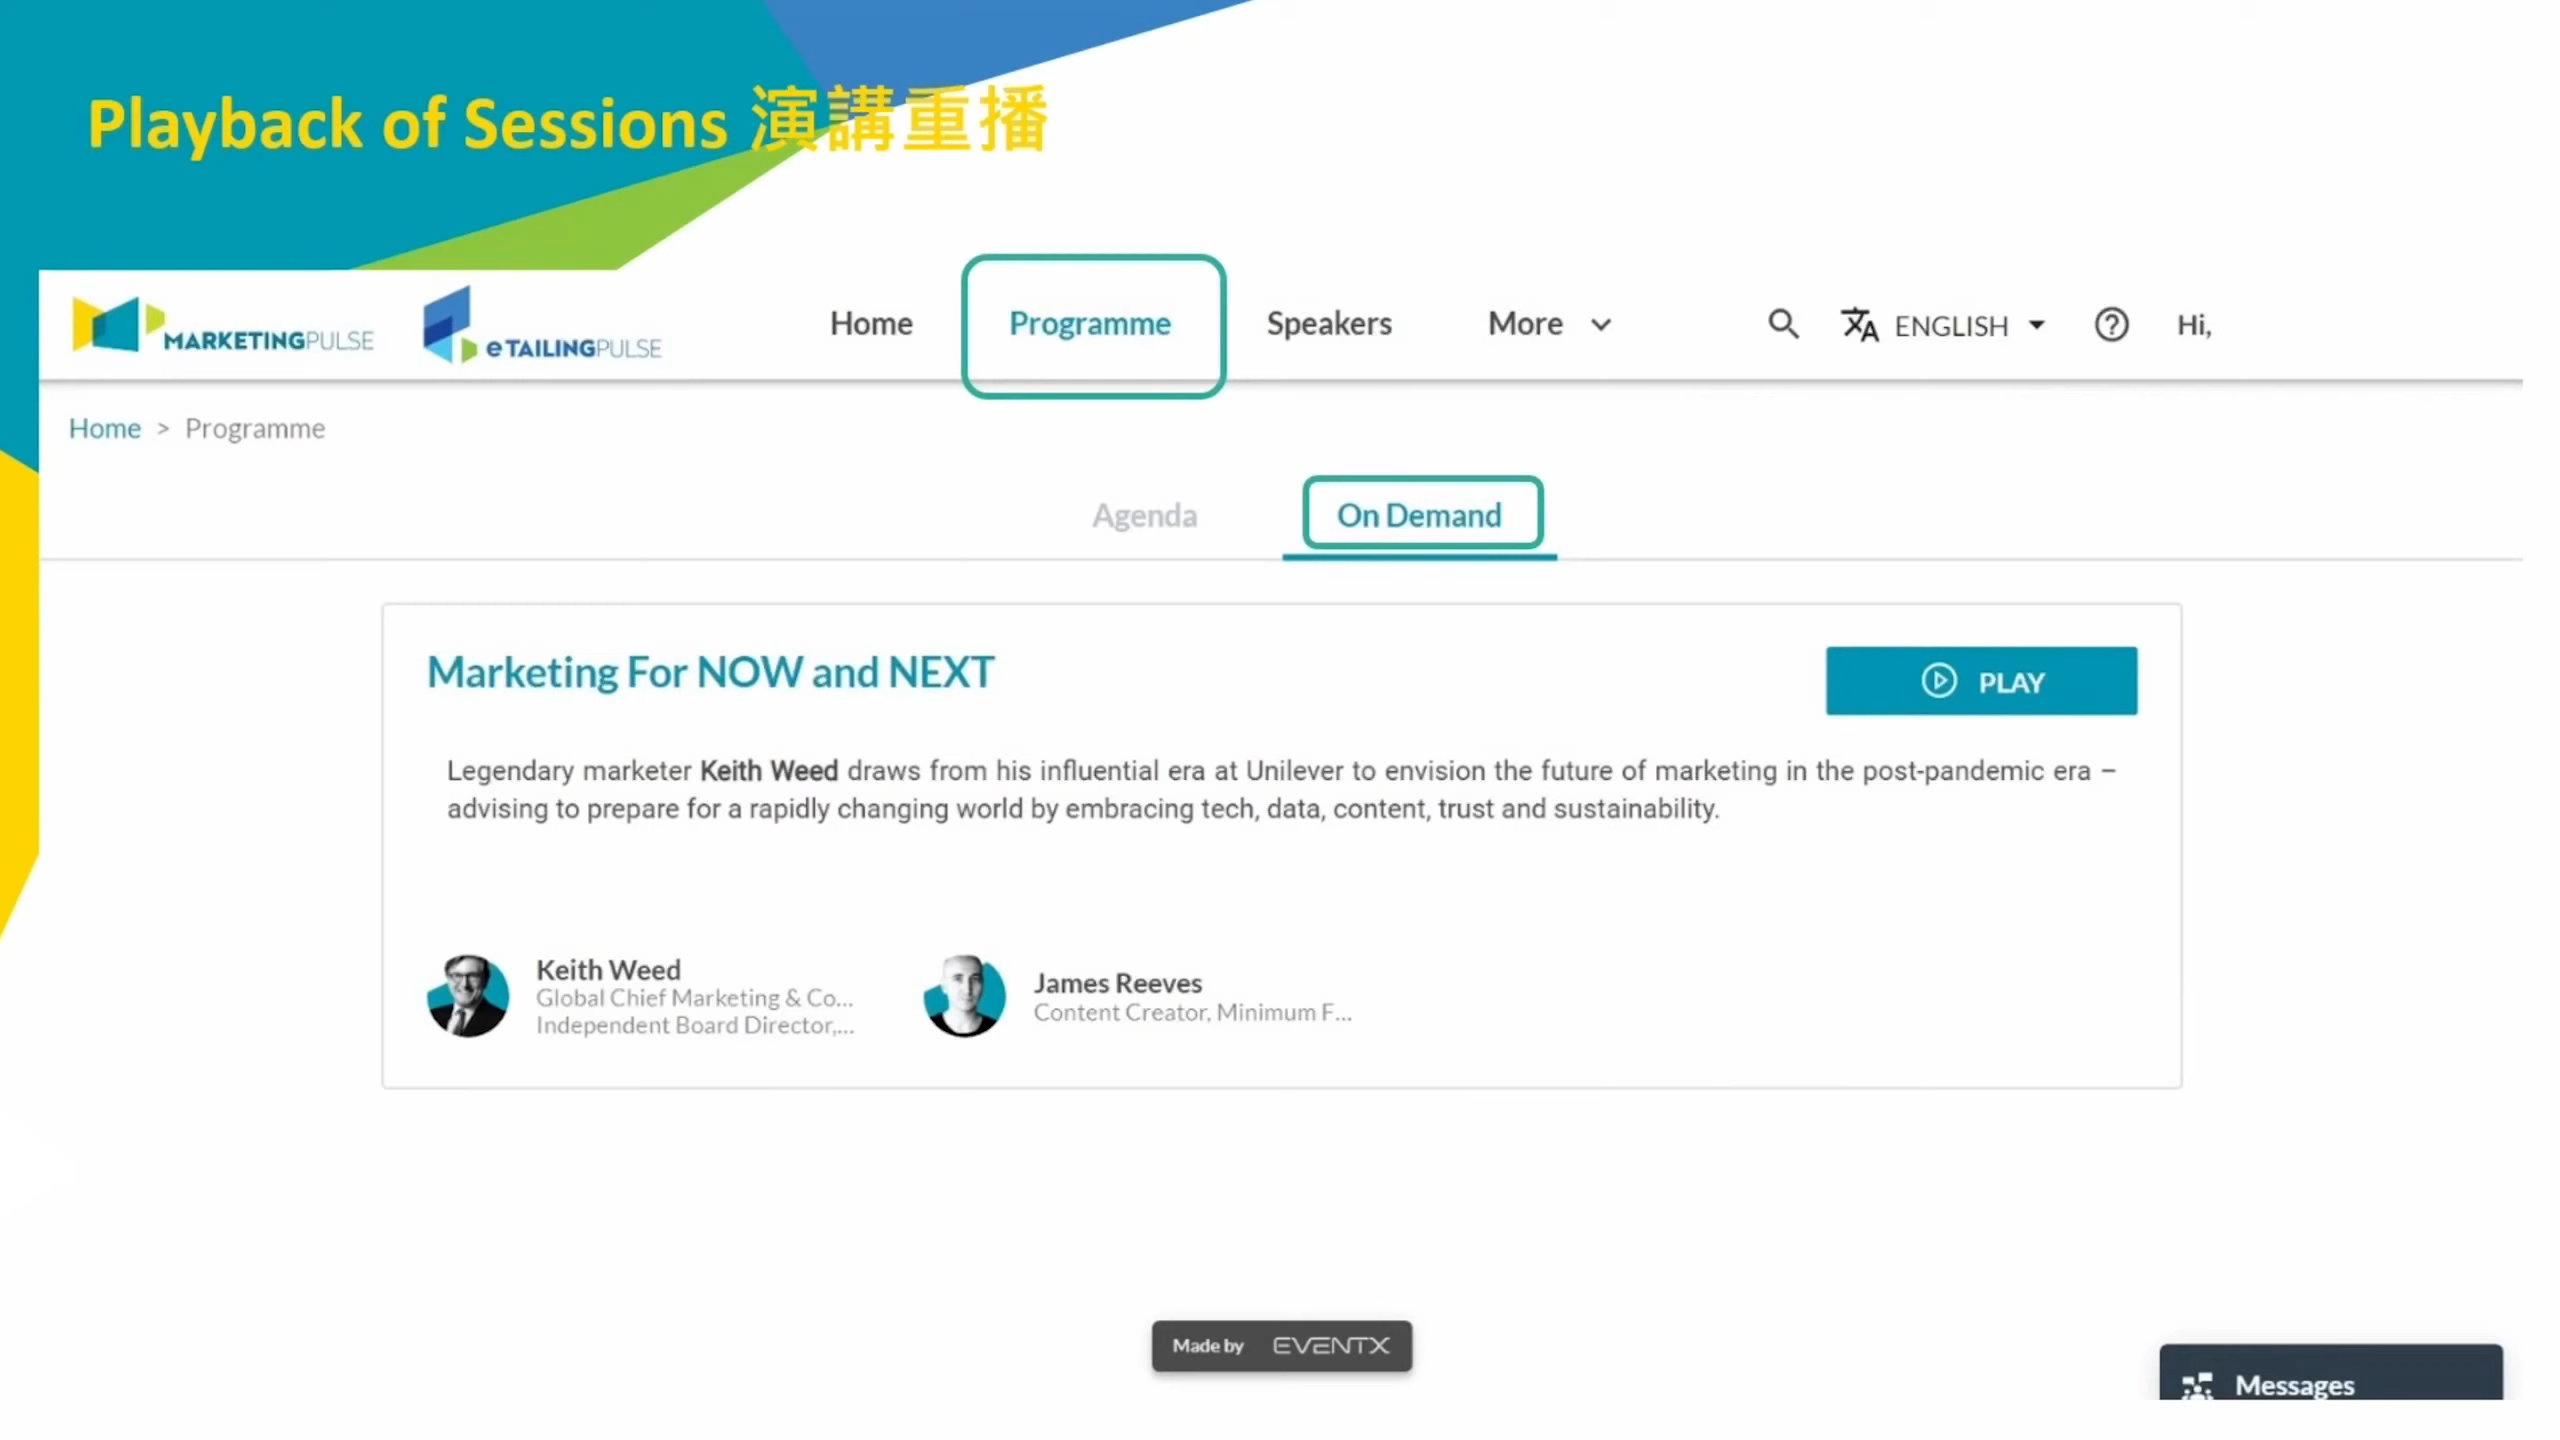 Playback of Sessions 演講重播
MARKETINGPULSE
eTAILINGPULSE
Home
Programme
Speakers
More
ENGLISH
Hi,
Home > Programme
Agenda
On Demand
Marketing For NOW and NEXT
PLAY
Legendary marketer Keith Weed draws from his influential era at Unilever to envision the future of marketing in the post-pandemic era –
advising to prepare for a rapidly changing world by embracing tech, data, content, trust and sustainability.
Keith Weed
Global Chief Marketing & Co...
Independent Board Director,...
James Reeves
Content Creator, Minimum F...
Made by EVENTX
Messages